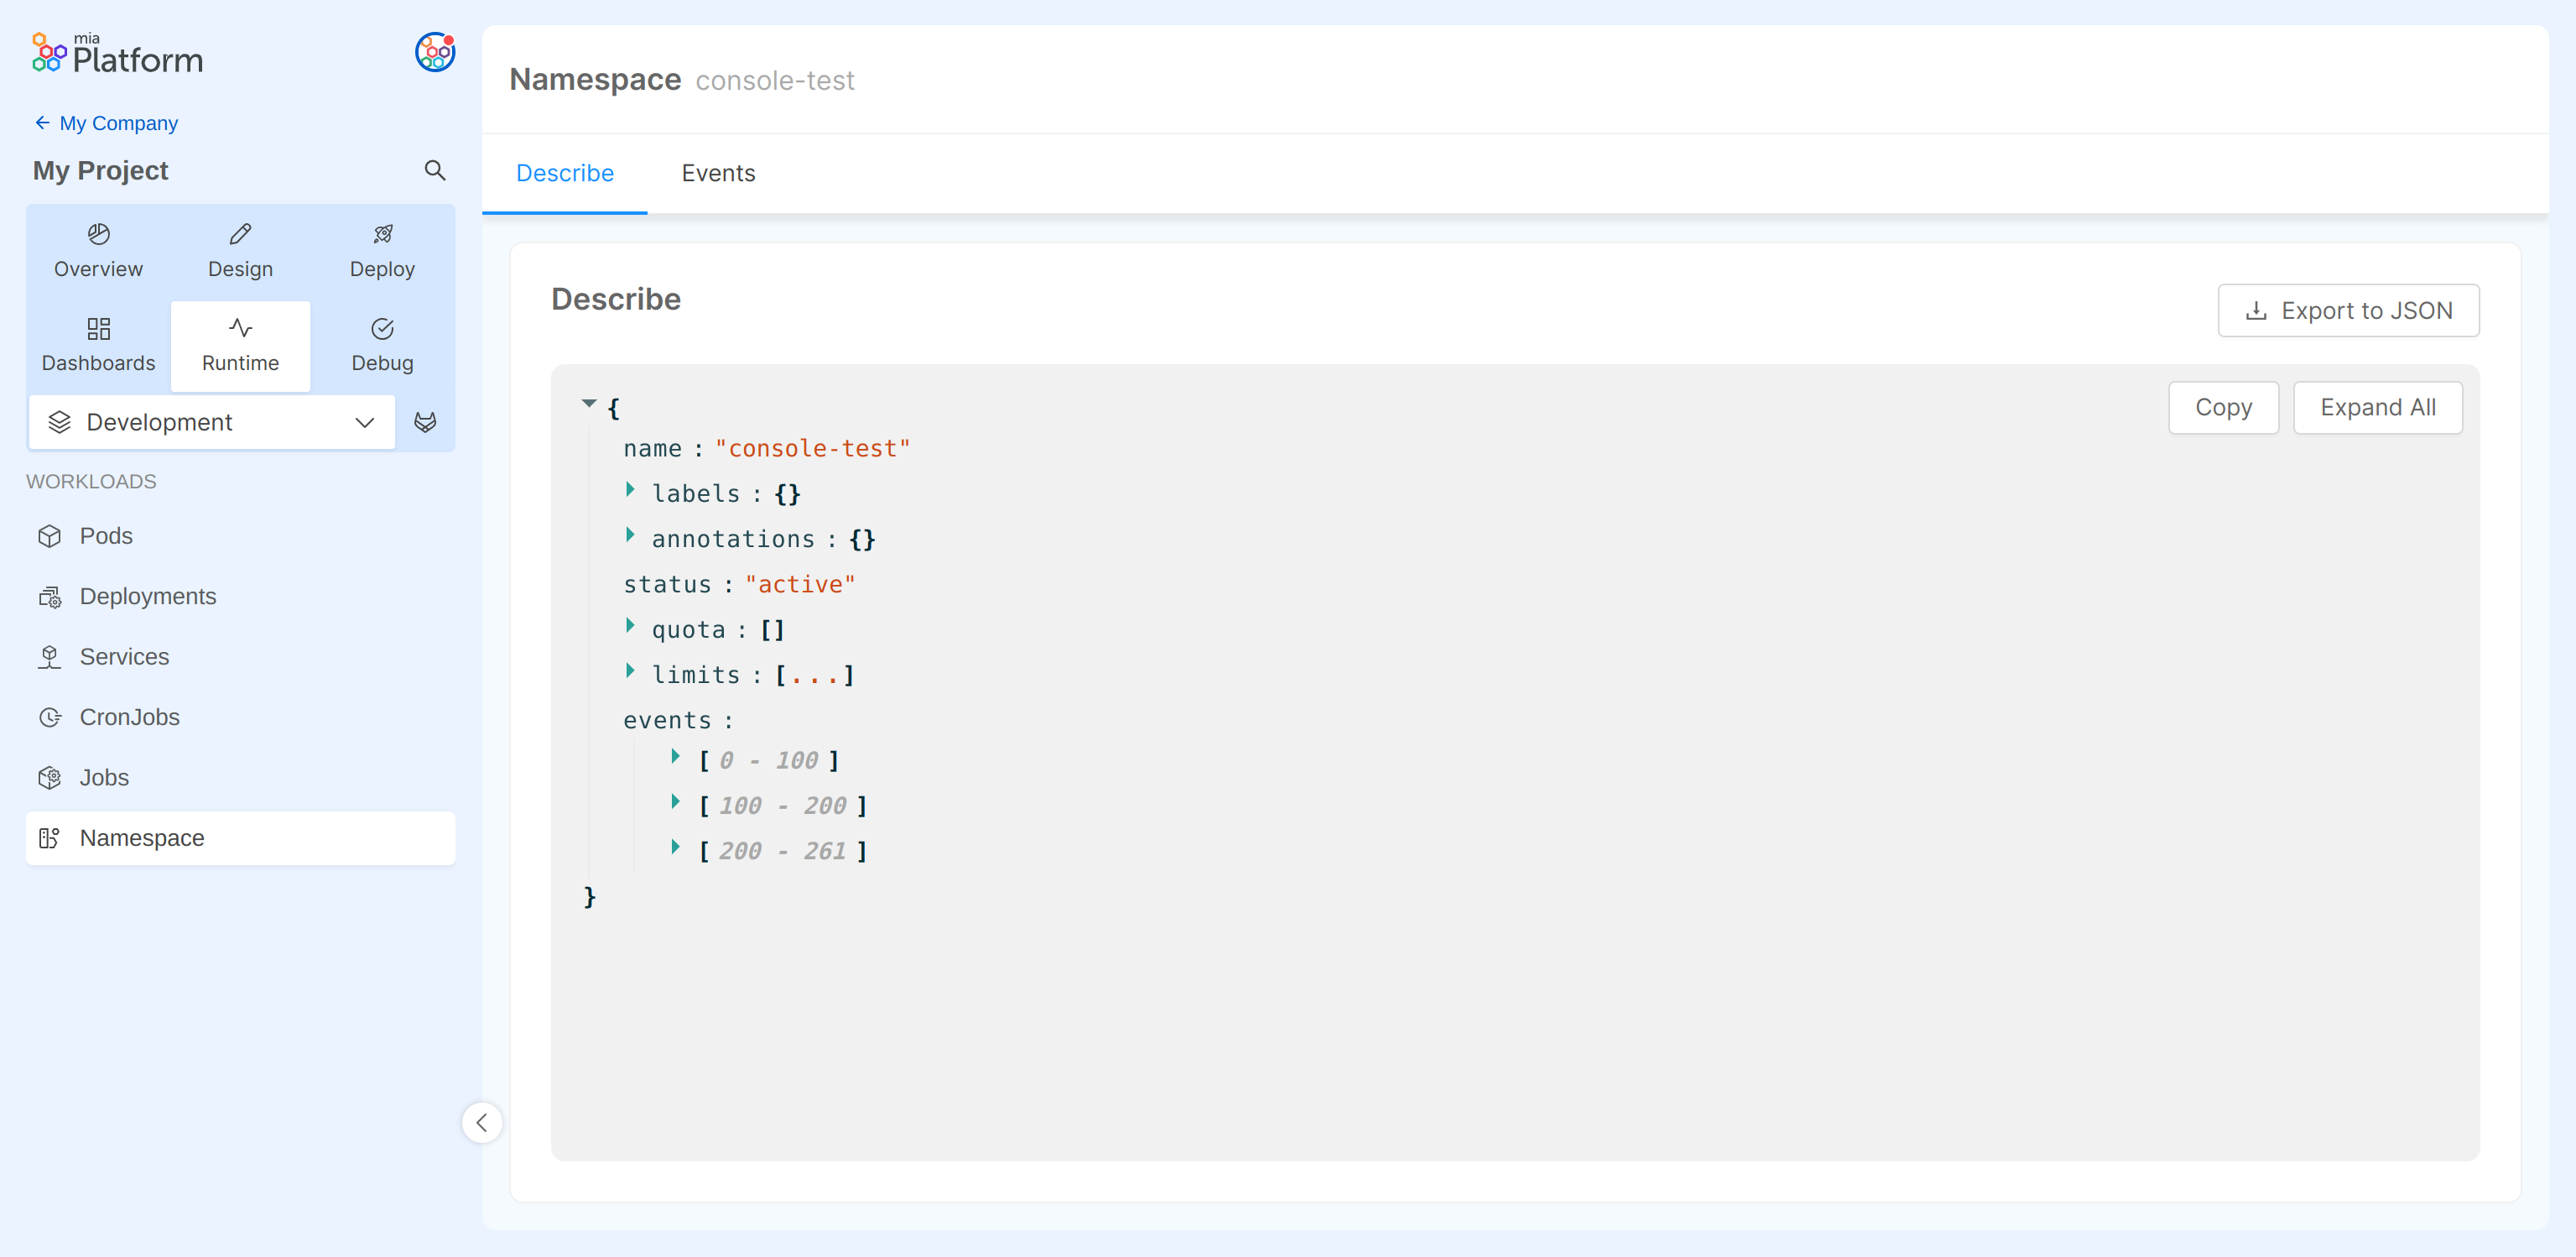 mia
Platform
My Company
My Project
Overview
Design
Deploy
Dashboards
Runtime
Debug
Development
WORKLOADS
Pods
Deployments
Services
CronJobs
Jobs
Namespace
Namespace console-test
Describe
Events
Describe
Export to JSON
Copy
Expand All
{
name : "console-test"
labels : {}
annotations : {}
status : "active"
quota : []
limits : [...]
events :
[ 0 - 100 ]
[ 100 - 200 ]
[ 200 - 261 ]
}